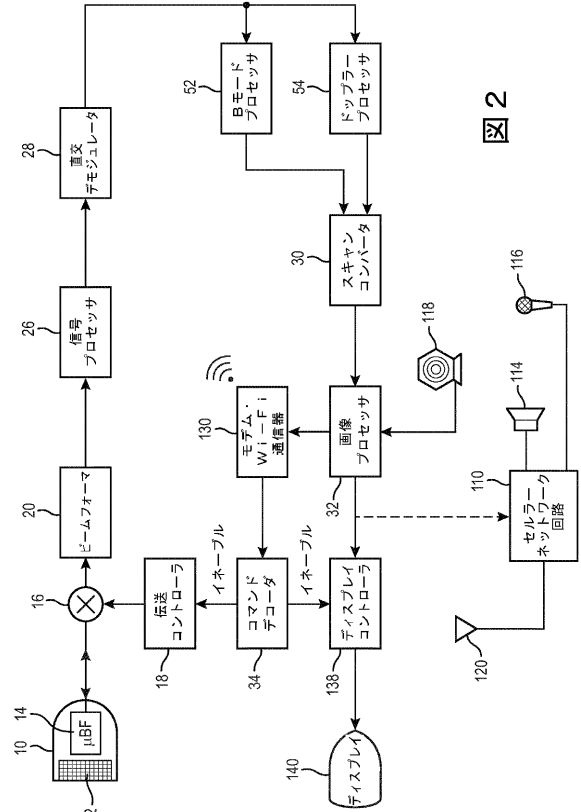 図２
10
14
μBF
2
16
20
ビームフォーマ
26
信号
プロセッサ
28
直交
デモジュレータ
52
Ｂモード
プロセッサ
54
ドップラー
プロセッサ
30
スキャン
コンバータ
18
伝送
コントローラ
イネーブル
34
コマンド
デコーダ
イネーブル
130
モデム・
Ｗｉ－Ｆｉ
通信器
32
画像
プロセッサ
118
138
ディスプレイ
コントローラ
140
ディスプレイ
110
セルラー
ネットワーク
回路
114
116
120